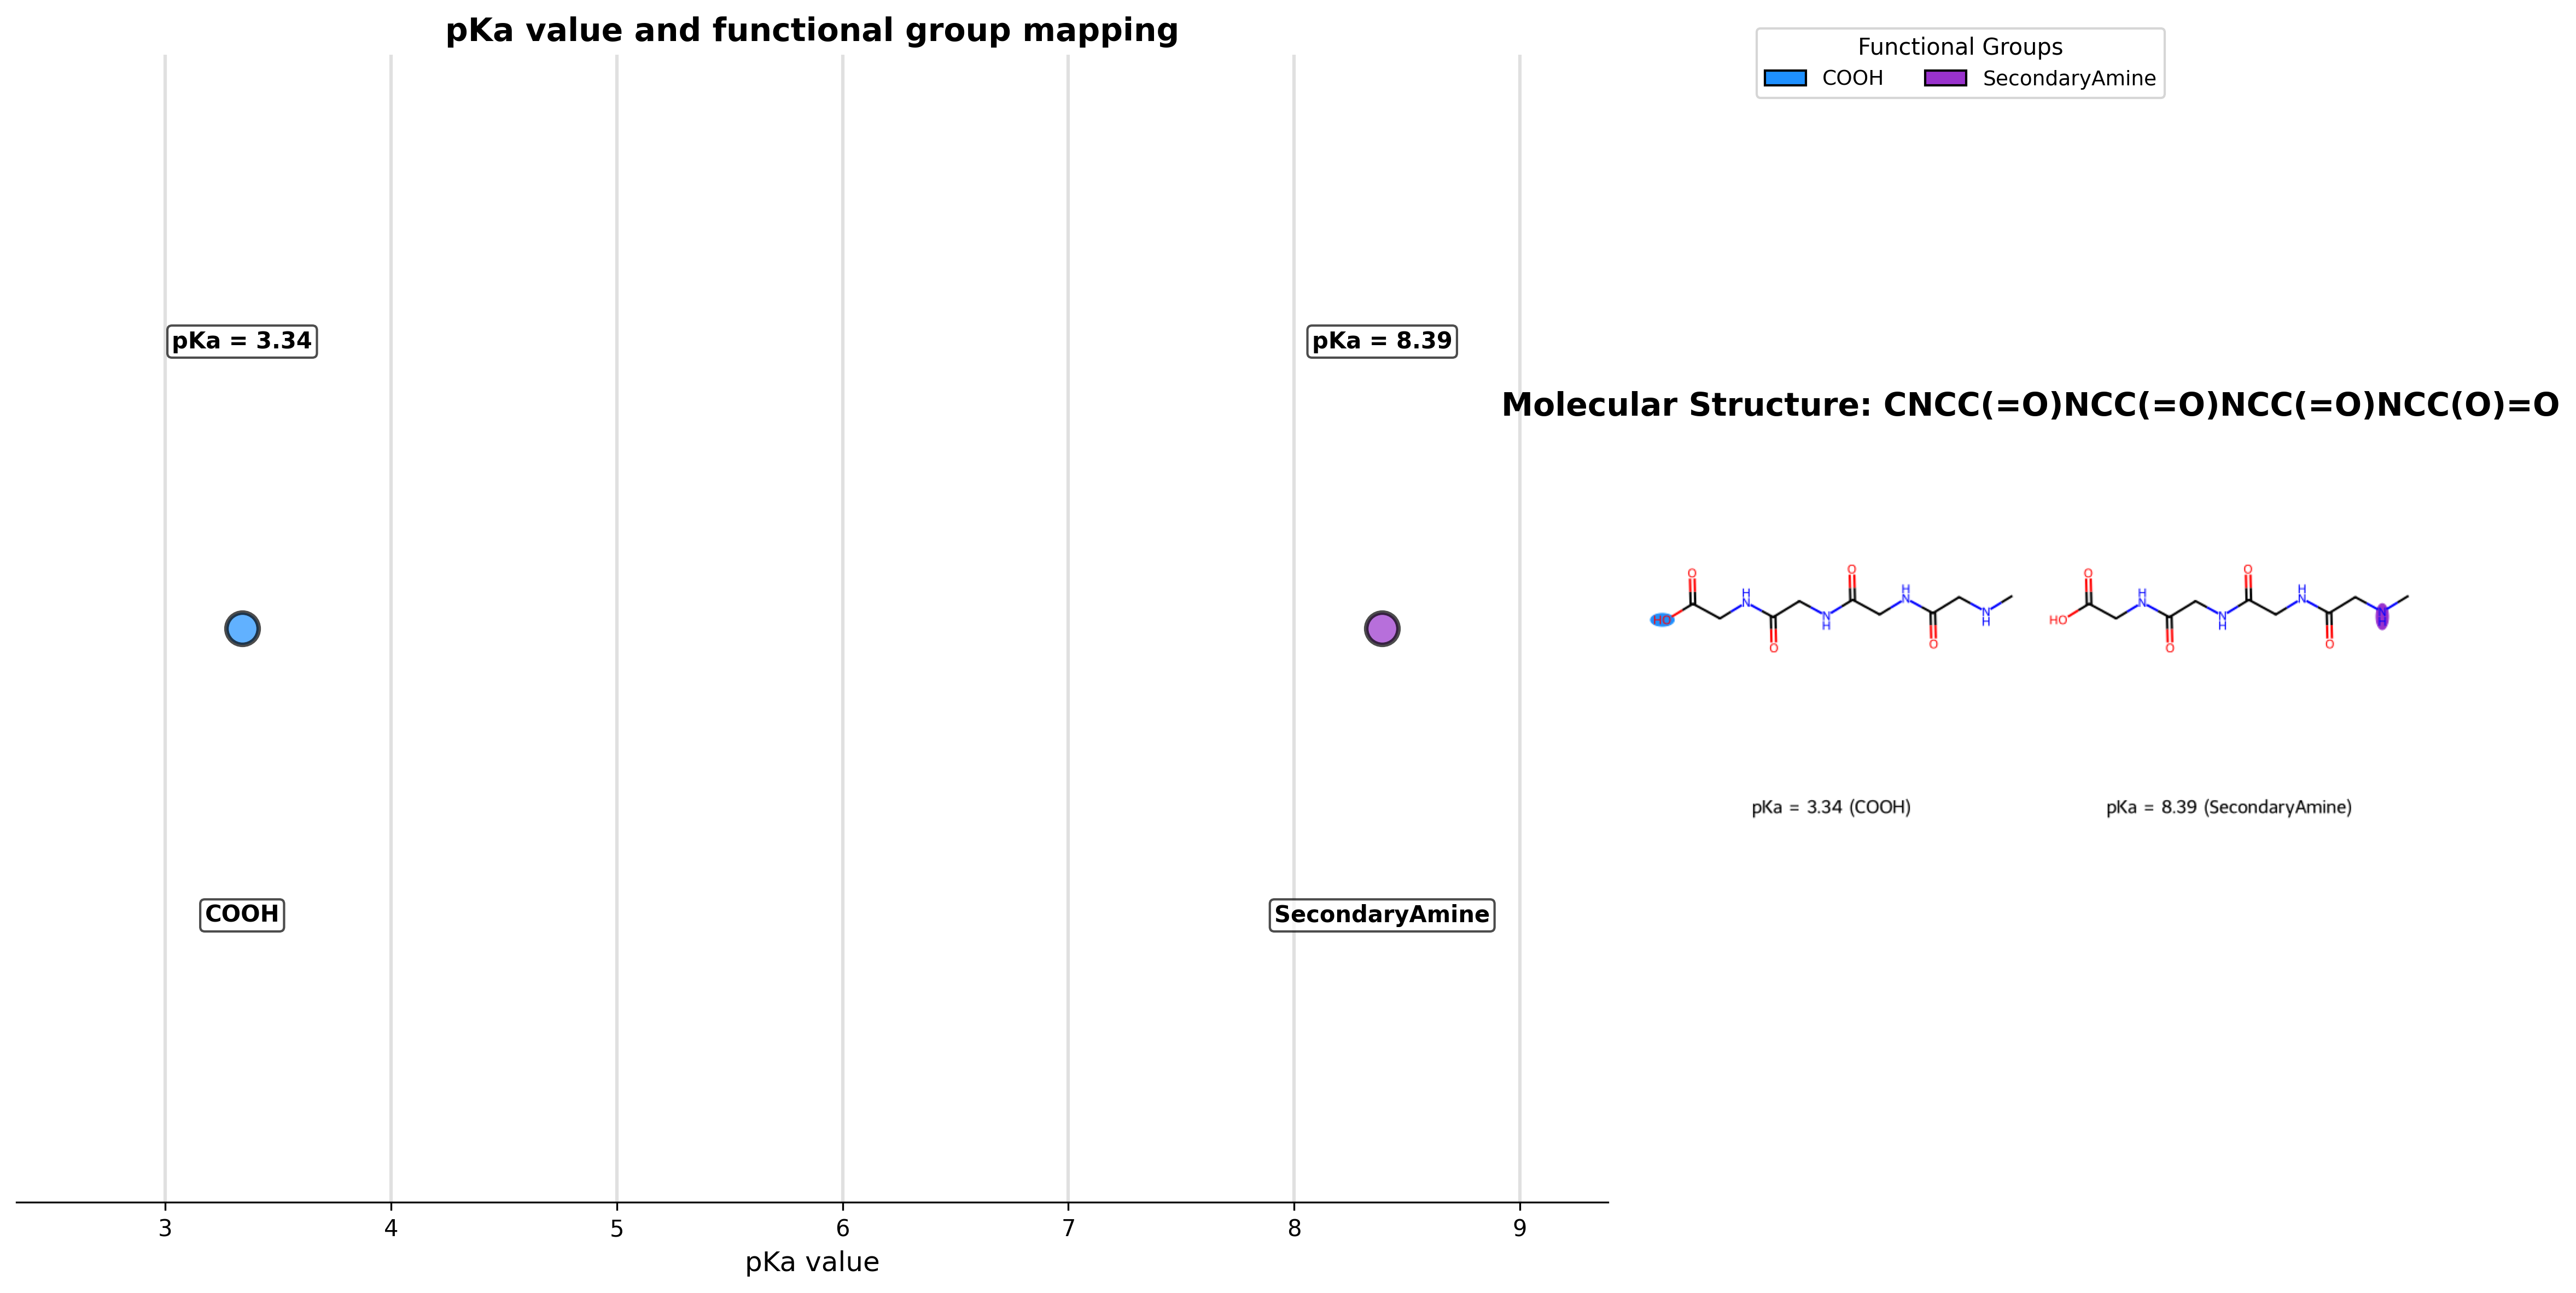 pKa value and functional group mapping
pKa = 3.34
pKa = 8.39
COOH
SecondaryAmine
3 4 5 6 7 8 9
pKa value
Functional Groups
COOH SecondaryAmine
Molecular Structure: CNCC(=O)NCC(=O)NCC(=O)NCC(O)=O
O O H N H N HO N H O O N H
O O H N H N HO N H O O N H
pKa = 3.34 (COOH) pKa = 8.39 (SecondaryAmine)